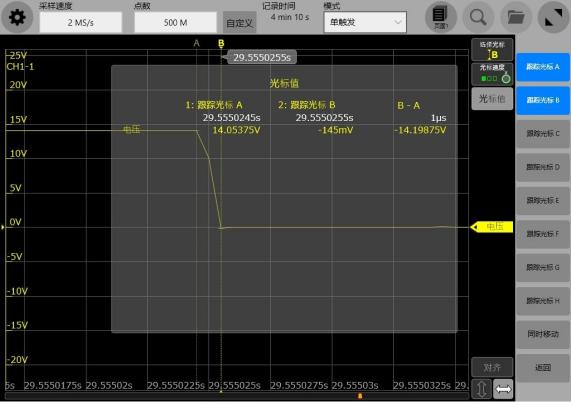 采样速度
2 MS/s
点数
500 M
自定义
记录时间
4 min 10 s
模式
单触发
页面1
A
B
29.5550255s
选择光标
B
光标速度
光标值
25V
CH1-1
20V
15V
10V
5V
0V
-5V
-10V
-15V
-20V
电压
光标值
1: 跟踪光标 A
2: 跟踪光标 B
B - A
29.5550245s
29.5550255s
1μs
14.05375V
-145mV
-14.19875V
电压
跟踪光标 A
跟踪光标 B
跟踪光标 C
跟踪光标 D
跟踪光标 E
跟踪光标 F
跟踪光标 G
跟踪光标 H
同时移动
返回
对齐
5s
29.5550175s
29.55502s
29.5550225s
29.555025s
29.5550275s
29.55503s
29.5550325s
29.